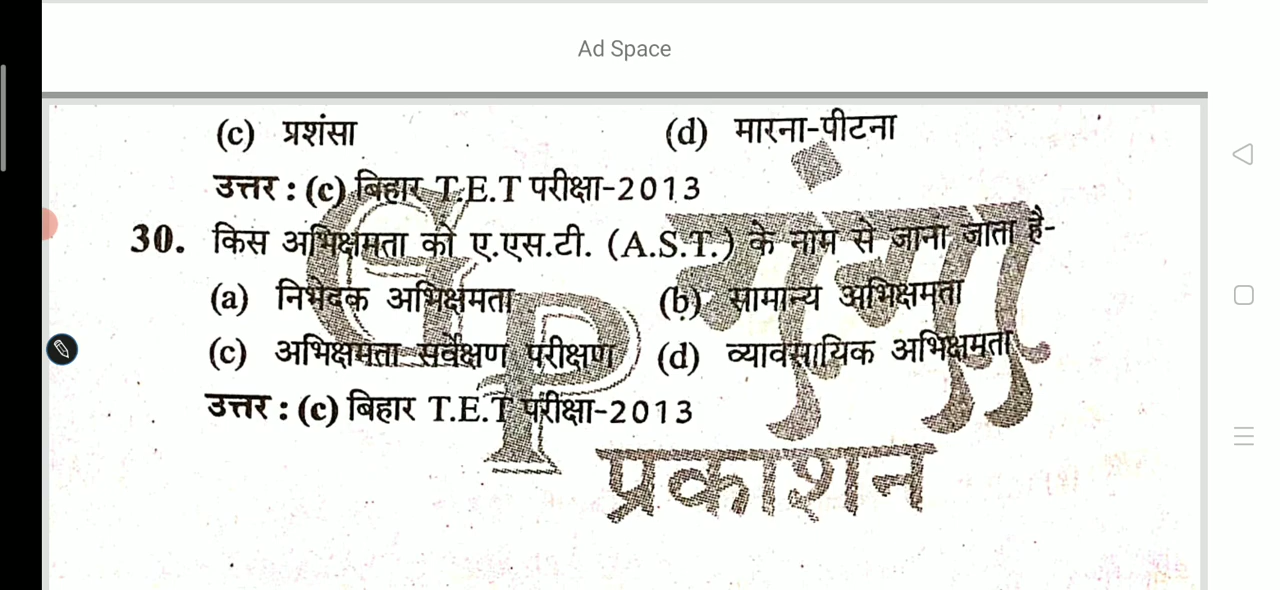 Ad Space
(c) प्रशंसा (d) मारना-पीटना
उत्तर : (c) बिहार T.E.T परीक्षा-2013
30. किस अभिक्षमता को ए.एस.टी. (A.S.T.) के नाम से जाना जाता है-
(a) निभेदक अभिक्षमता (b) सामान्य अभिक्षमता
(c) अभिक्षमता सर्वेक्षण परीक्षण (d) व्यावसायिक अभिक्षमता
उत्तर : (c) बिहार T.E.T परीक्षा-2013
GP गंगा
प्रकाशन